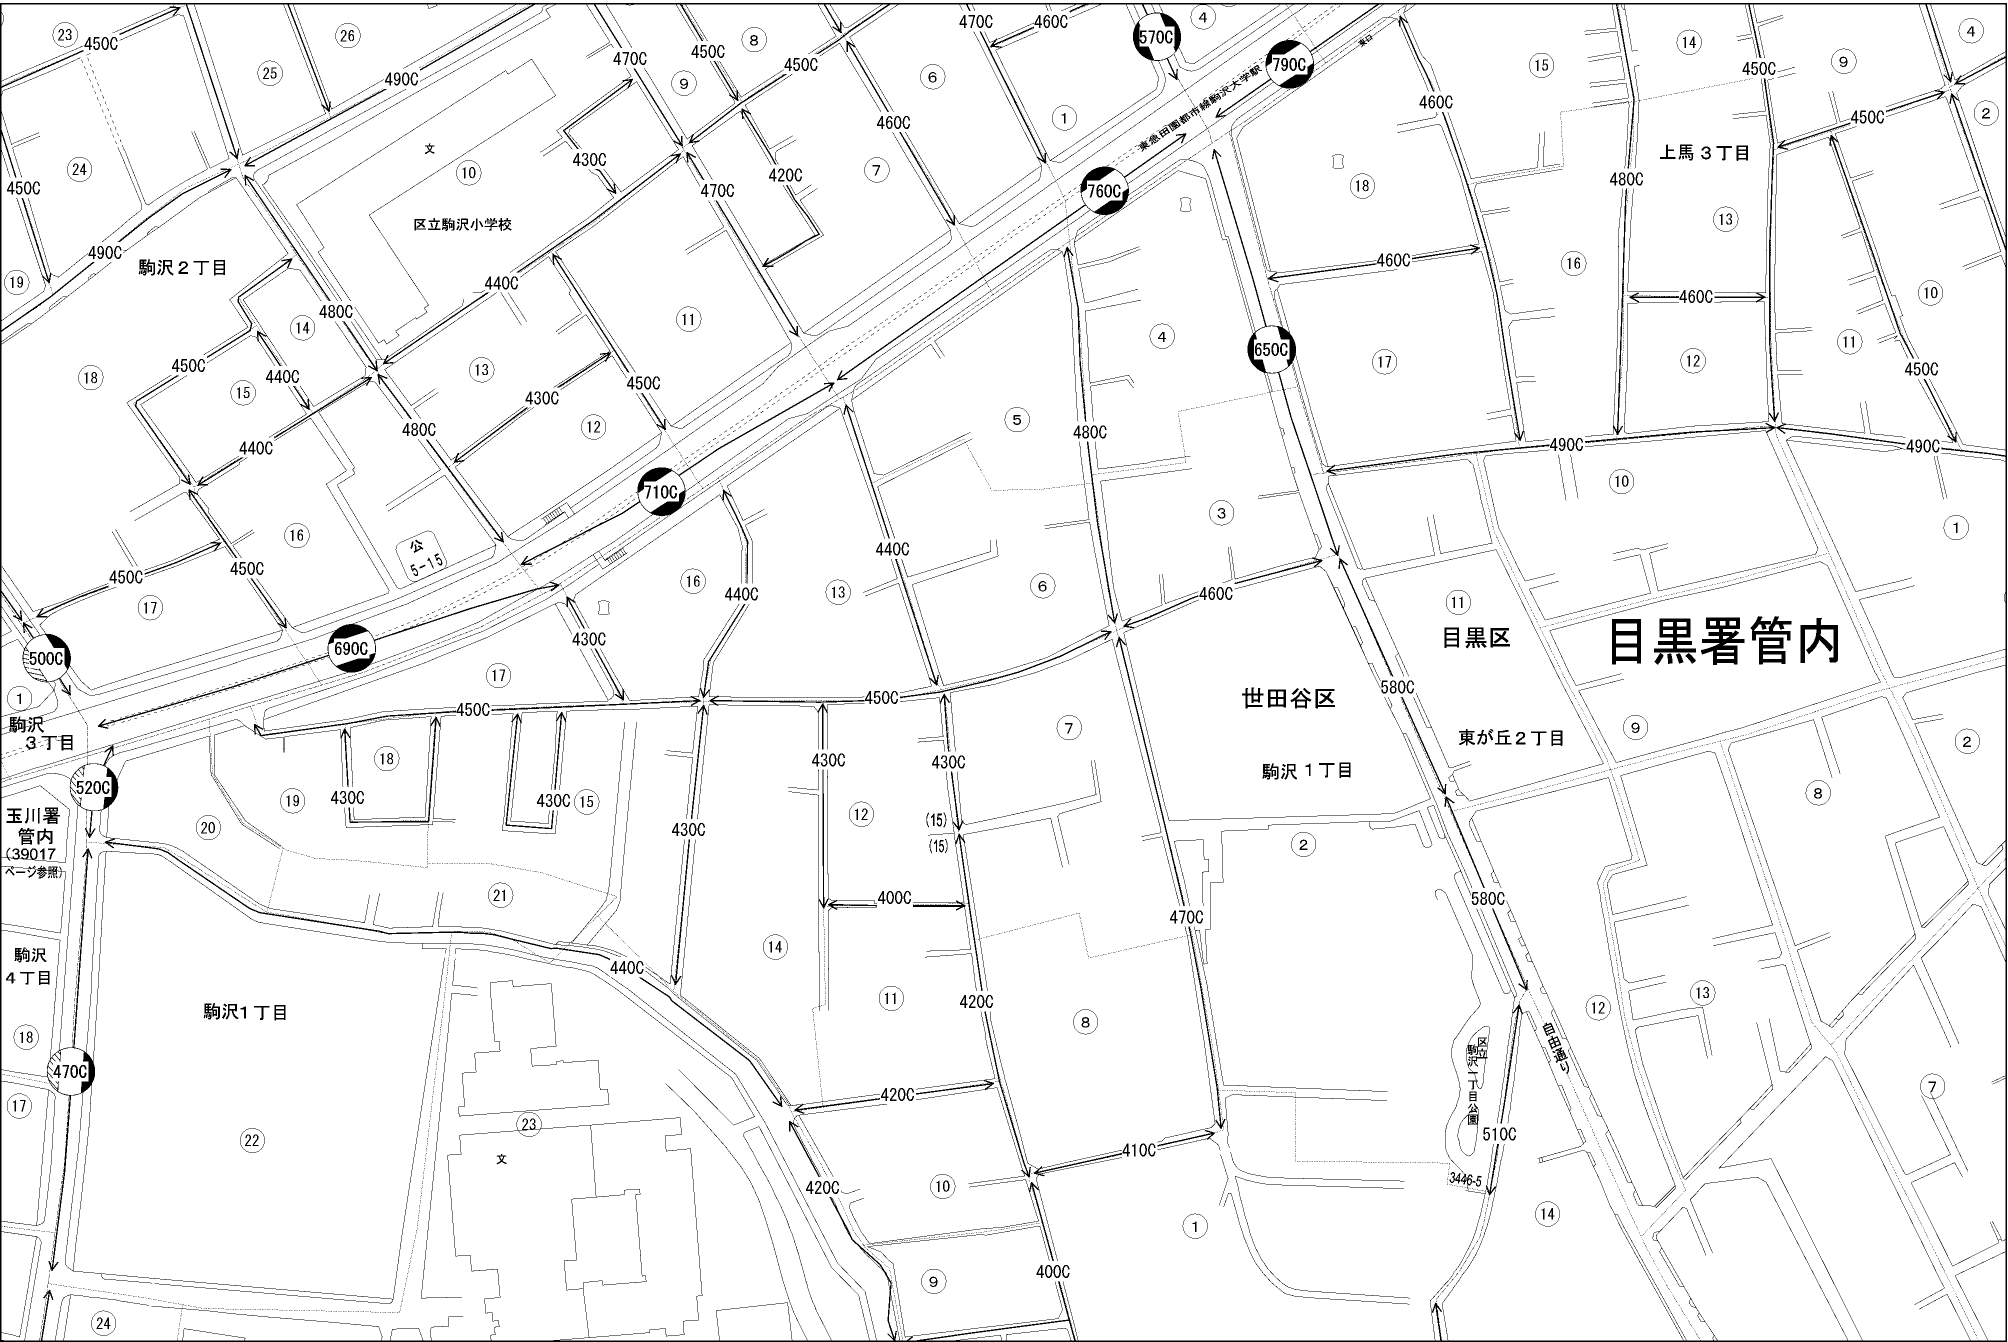 23
450C
26
25
490C
470C
450C
8
9
450C
6
470C
460C
570C
4
790C
東口
15
14
450C
9
4
460C
460C
1
東急田園都市線駒沢大学駅
450C
2
上馬 3 丁目
24
450C
文
10
430C
470C
420C
7
760C
18
480C
13
10
区立駒沢小学校
490C
駒沢 2 丁目
19
440C
460C
16
460C
10
480C
14
11
4
650C
17
12
11
450C
18
450C
440C
15
13
430C
450C
12
5
480C
480C
440C
490C
490C
10
710C
3
1
16
公
5-15
440C
450C
450C
17
16
440C
13
6
460C
11
目黒区
目黒署管内
500C
690C
430C
1
17
450C
450C
世田谷区
580C
駒沢
3丁目
7
東が丘 2 丁目
9
2
18
430C
430C
駒沢 1 丁目
520C
430C
19
430C
15
8
玉川署
管内
(39017
ページ参照)
20
430C
12
(15)
(15)
2
21
400C
470C
580C
駒沢
4丁目
14
440C
駒沢1丁目
11
420C
8
13
12
18
自由通り
区立
駒沢一丁目公園
470C
17
420C
7
22
23
文
410C
510C
420C
10
3446-5
1
14
400C
9
24